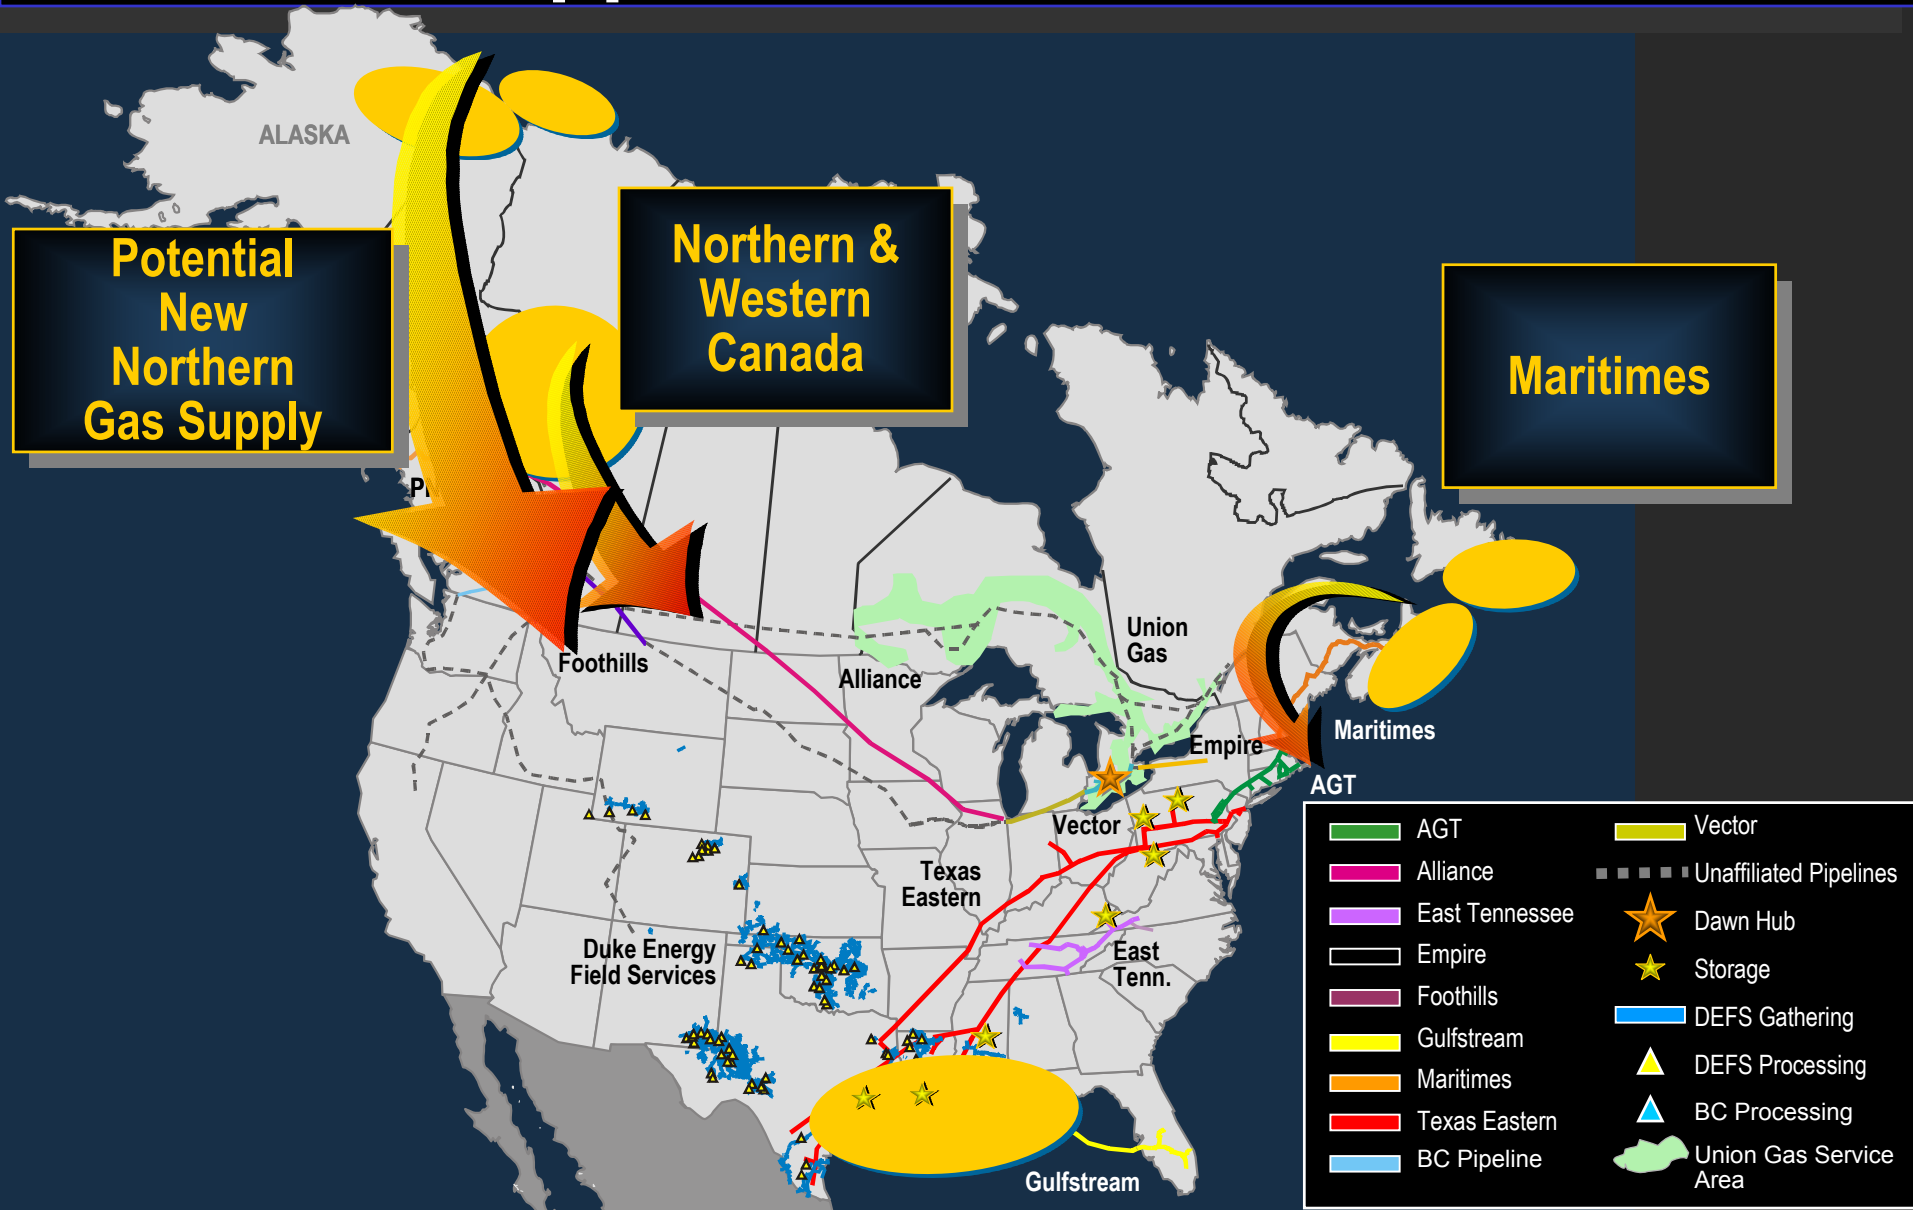 ALASKA
Potential
New
Northern
Gas Supply
Northern &
Western
Canada
Maritimes
Foothills
Alliance
Union
Gas
Empire
Maritimes
AGT
Vector
Texas
Eastern
Duke Energy
Field Services
East
Tenn.
Gulfstream
AGT
Alliance
East Tennessee
Empire
Foothills
Gulfstream
Maritimes
Texas Eastern
BC Pipeline
Vector
Unaffiliated Pipelines
Dawn Hub
Storage
DEFS Gathering
DEFS Processing
BC Processing
Union Gas Service
Area